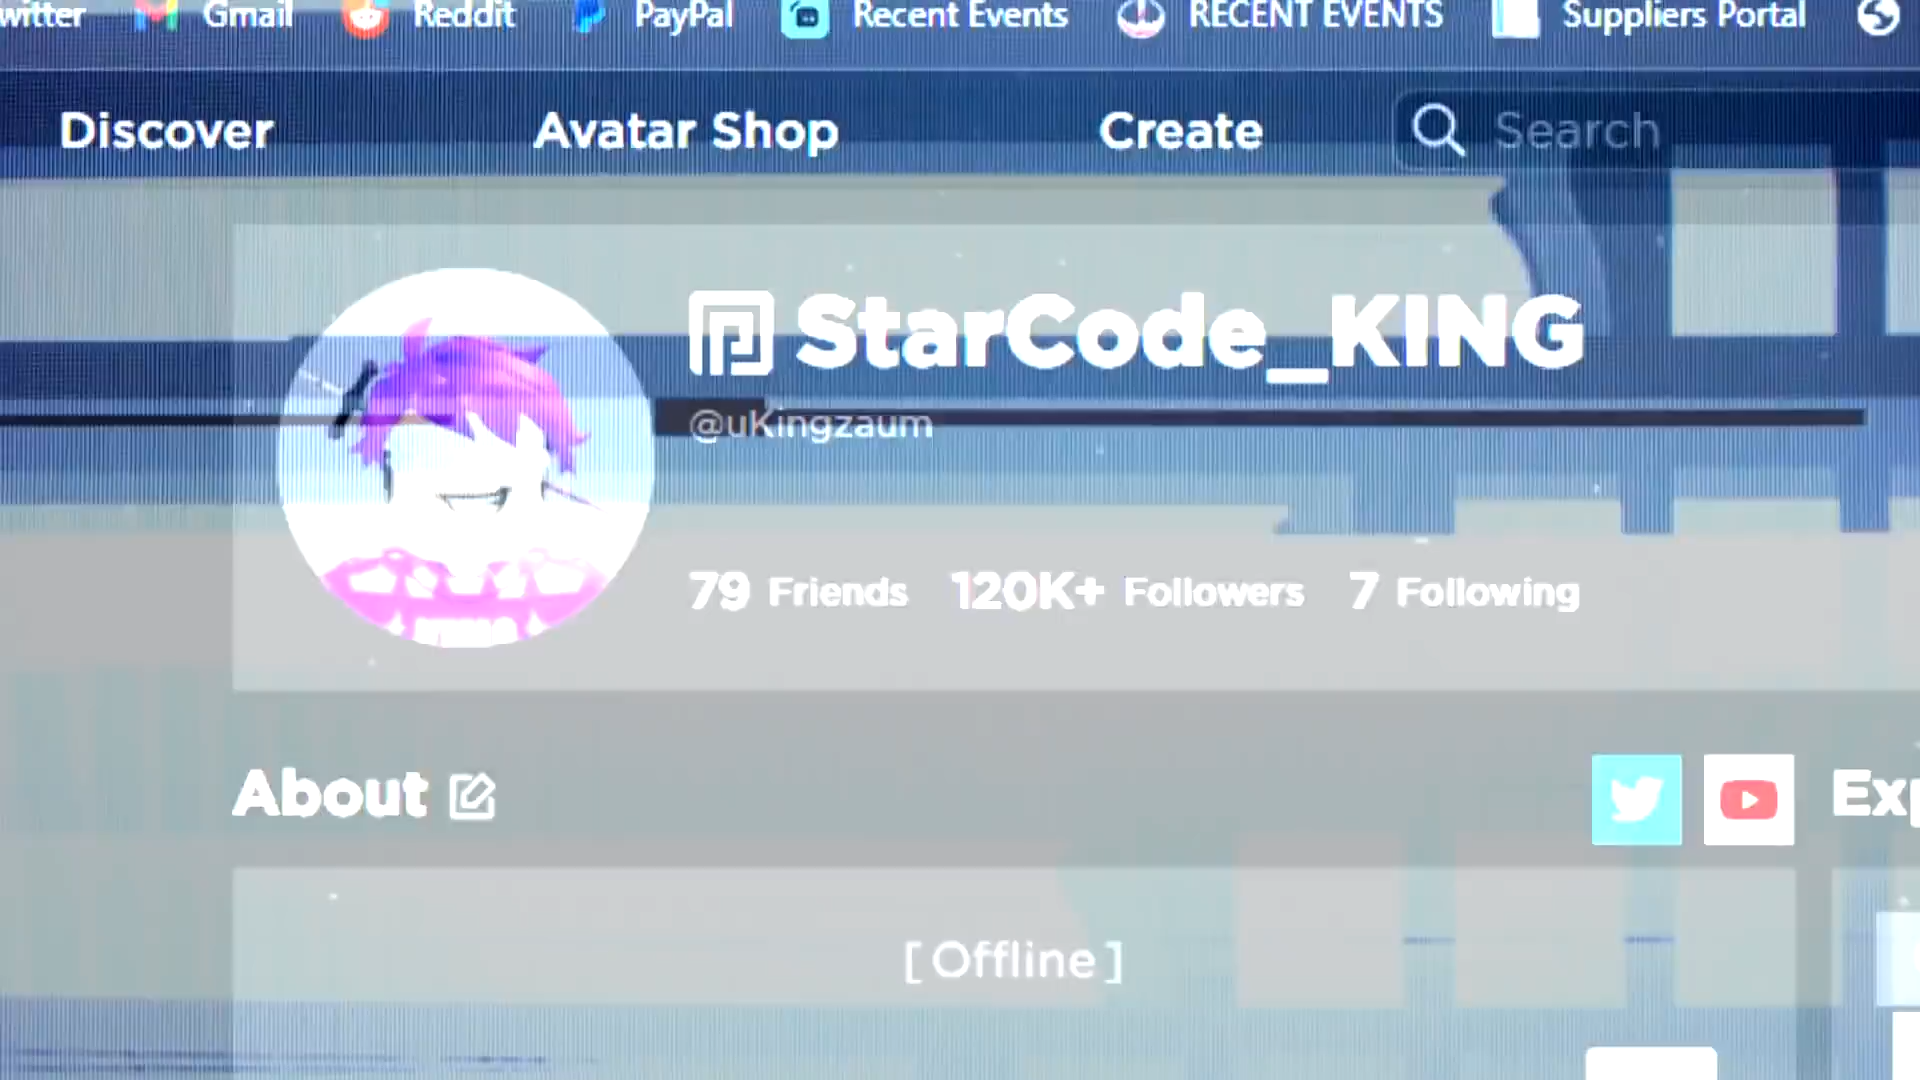 witter Gmail Reddit PayPal Recent Events RECENT EVENTS Suppliers Portal
Discover Avatar Shop Create Search
StarCode_KING
@uKingzaum
79 Friends 120K+ Followers 7 Following
About
Exp
[ Offline ]